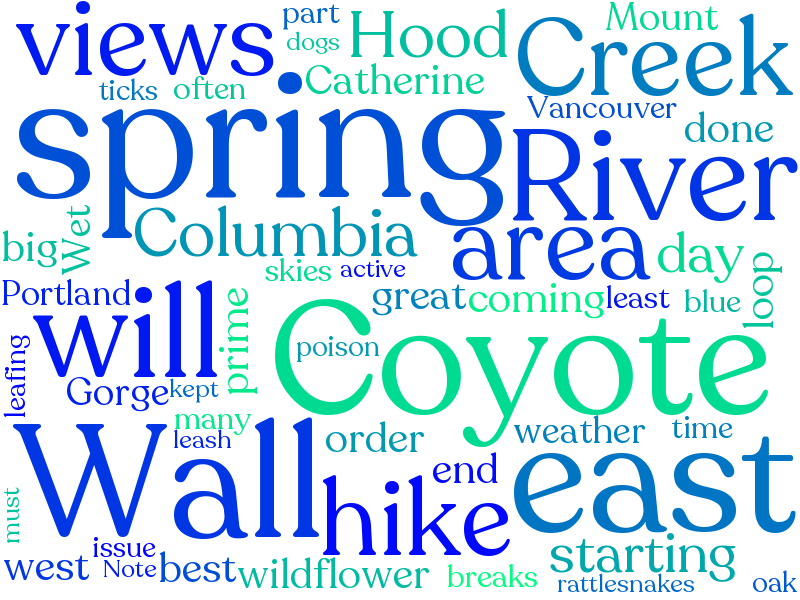 views
part
dogs
Hood
Mount
Creek
ticks
often
Catherine
Vancouver
done
spring
River
Wet
Columbia
area
day
big
skies
active
loop
Portland
will
prime
great
coming
least
blue
leafing
poison
Coyote
Gorge
kept
many
leash
order
weather
time
Wall
end
hike
east
must
issue
west
Note
best
wildflower
breaks
starting
rattlesnakes
oak